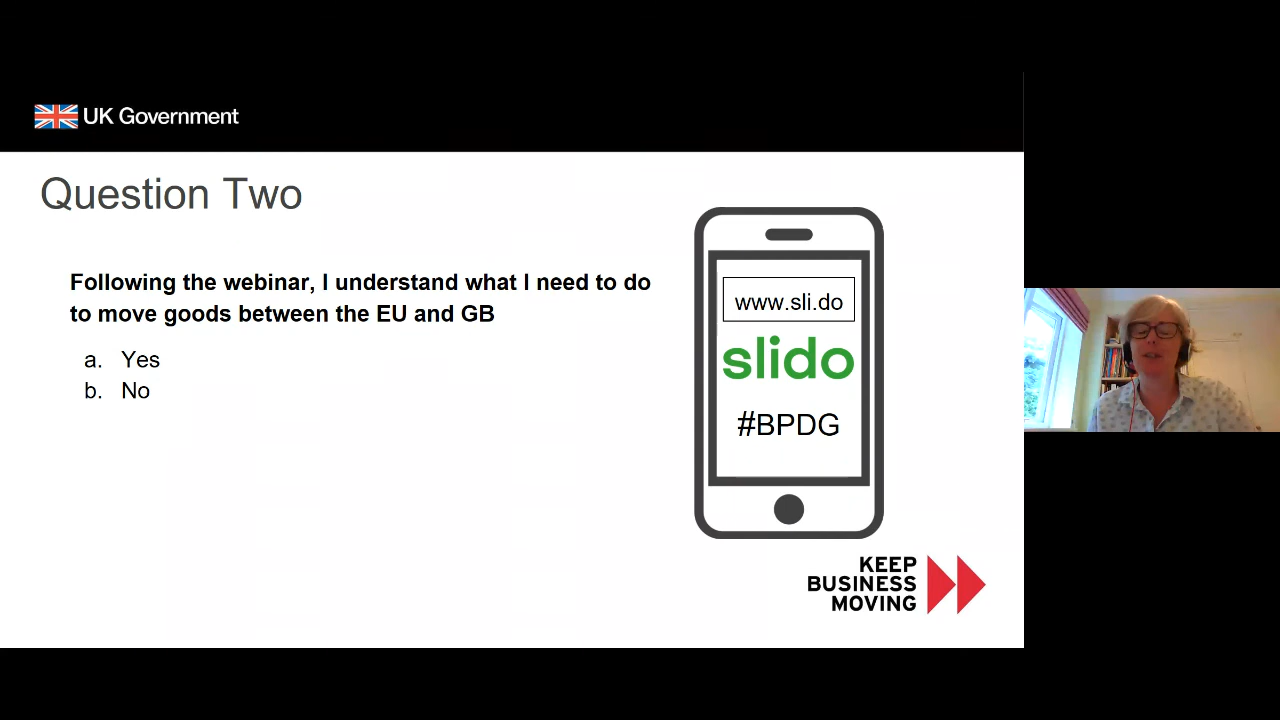 UK Government
Question Two
Following the webinar, I understand what I need to do
to move goods between the EU and GB
a. Yes
b. No
www.sli.do
slido
#BPDG
KEEP
BUSINESS
MOVING